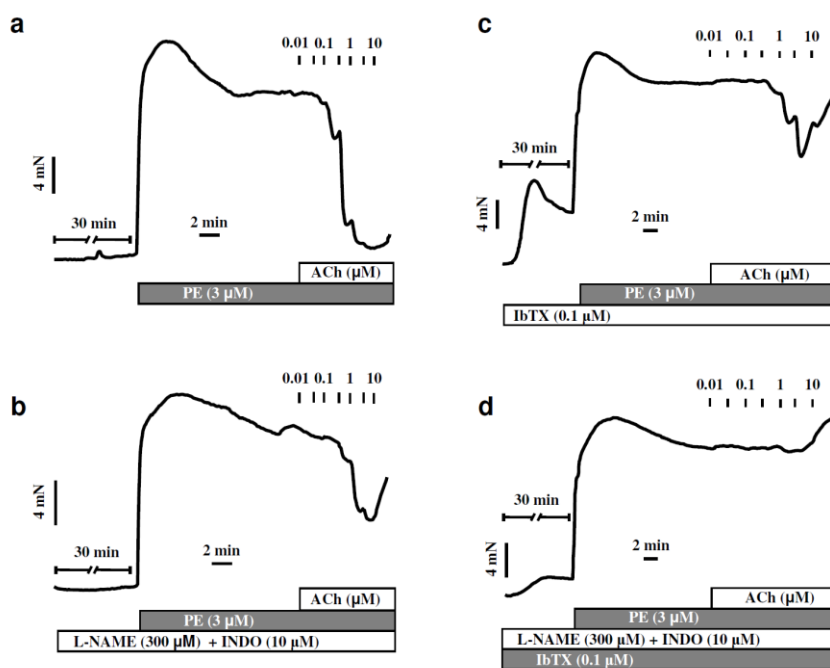 a
0.01 0.1 1 10
4 mN
30 min
2 min
ACh (µM)
PE (3 µM)
c
0.01 0.1 1 10
30 min
4 mN
2 min
ACh (µM)
PE (3 µM)
IbTX (0.1 µM)
b
0.01 0.1 1 10
4 mN
30 min
2 min
ACh (µM)
PE (3 µM)
L-NAME (300 µM) + INDO (10 µM)
d
0.01 0.1 1 10
30 min
4 mN
2 min
ACh (µM)
PE (3 µM)
L-NAME (300 µM) + INDO (10 µM)
IbTX (0.1 µM)